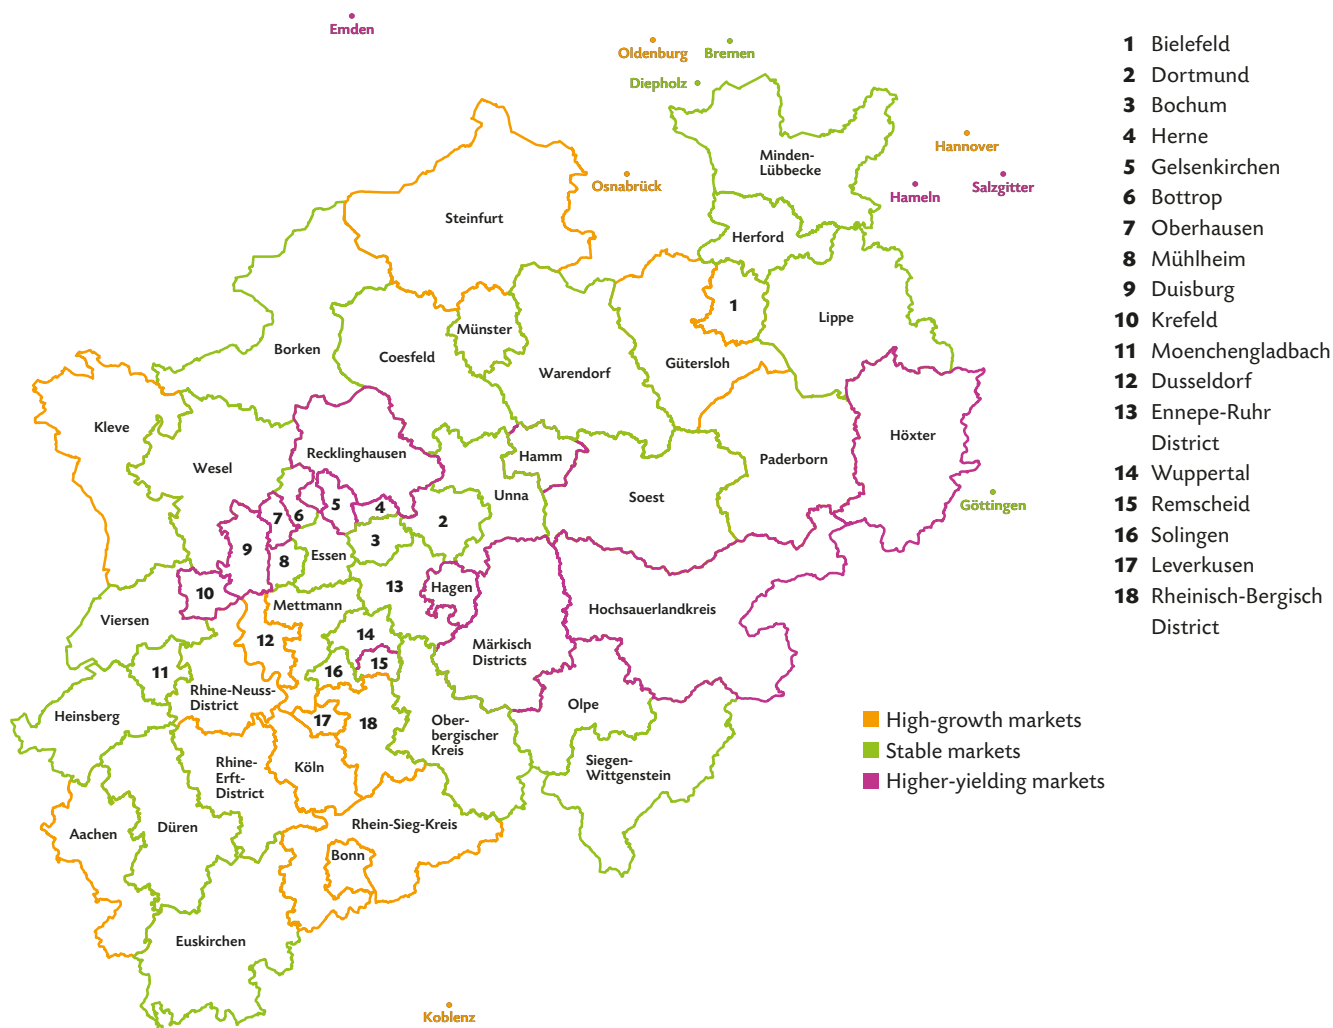 Emden
Oldenburg
Bremen
Diepholz
Hannover
Osnabrück
Hameln
Salzgitter
Minden-
Lübbecke
Steinfurt
Herford
1
Lippe
Münster
Borken
Coesfeld
Gütersloh
Warendorf
Kleve
Höxter
Recklinghausen
Hamm
Paderborn
Wesel
Unna
Soest
Göttingen
5
4
6
7
2
3
9
Essen
8
13
Hagen
10
Mettmann
Hochsauerlandkreis
Viersen
14
12
Märkisch
Districts
15
16
11
Rhine-Neuss-
District
Olpe
Heinsberg
17
18
Ober-
bergischer
Kreis
Rhine-
Erft-
District
Köln
Siegen-
Wittgenstein
Aachen
Düren
Rhein-Sieg-Kreis
Bonn
Euskirchen
Koblenz
1 Bielefeld
2 Dortmund
3 Bochum
4 Herne
5 Gelsenkirchen
6 Bottrop
7 Oberhausen
8 Mühlheim
9 Duisburg
10 Krefeld
11 Moenchengladbach
12 Dusseldorf
13 Ennepe-Ruhr
District
14 Wuppertal
15 Remscheid
16 Solingen
17 Leverkusen
18 Rheinisch-Bergisch
District
High-growth markets
Stable markets
Higher-yielding markets